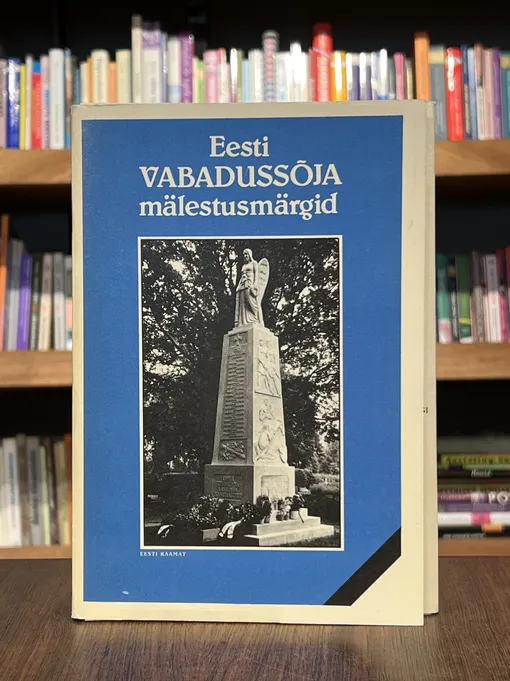 Eesti
VABADUSSÕJA
mälestusmärgid
EESTI RAAMAT